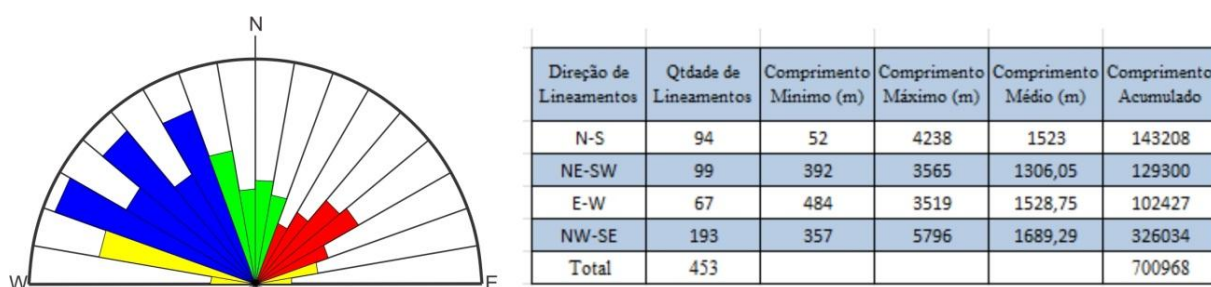 N
W
E
Direção de Lineamentos Qtdade de Lineamentos Comprimento Mínimo (m) Comprimento Máximo (m) Comprimento Médio (m) Comprimento Acumulado
N-S 94 52 4238 1523 143208
NE-SW 99 392 3565 1306,05 129300
E-W 67 484 3519 1528,75 102427
NW-SE 193 357 5796 1689,29 326034
Total 453 700968